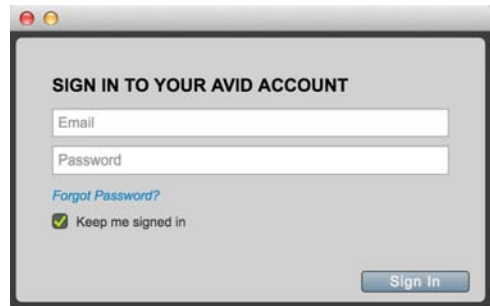 SIGN IN TO YOUR AVID ACCOUNT
Email
Password
Forgot Password?
Keep me signed in
Sign In